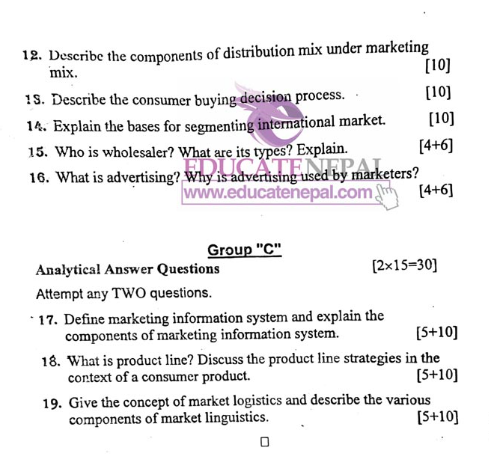 12. Describe the components of distribution mix under marketing
mix. [10]
13. Describe the consumer buying decision process. [10]
14. Explain the bases for segmenting international market. [10]
15. Who is wholesaler? What are its types? Explain. [4+6]
EDUCATENEPAL
16. What is advertising? Why is advertising used by marketers?
www.educatenepal.com [4+6]
Group "C"
Analytical Answer Questions [2×15=30]
Attempt any TWO questions.
17. Define marketing information system and explain the
components of marketing information system. [5+10]
18. What is product line? Discuss the product line strategies in the
context of a consumer product. [5+10]
19. Give the concept of market logistics and describe the various
components of market linguistics. [5+10]